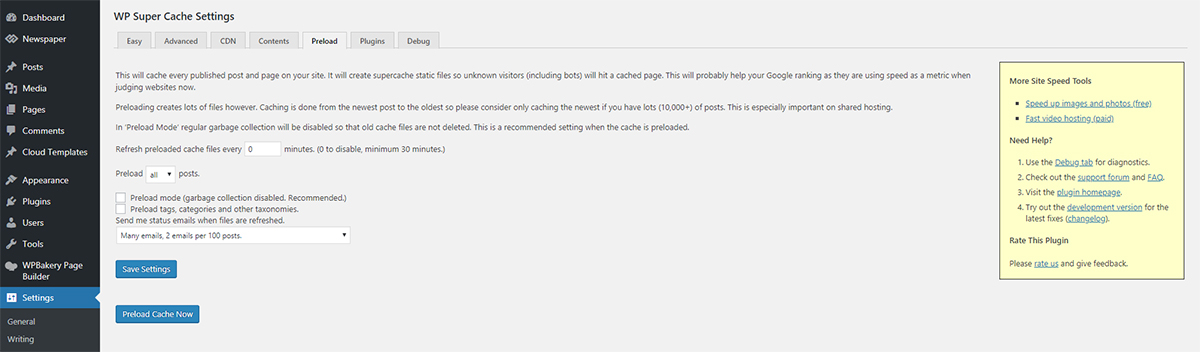 Dashboard
Newspaper
Posts
Media
Pages
Comments
Cloud Templates
Appearance
Plugins
Users
Tools
WPBakery Page
Builder
Settings
General
Writing
WP Super Cache Settings
Easy
Advanced
CDN
Contents
Preload
Plugins
Debug
This will cache every published post and page on your site. It will create supercache static files so unknown visitors (including bots) will hit a cached page. This will probably help your Google ranking as they are using speed as a metric when
judging websites now.
Preloading creates lots of files however. Caching is done from the newest post to the oldest so please consider only caching the newest if you have lots (10,000+) of posts. This is especially important on shared hosting.
In 'Preload Mode' regular garbage collection will be disabled so that old cache files are not deleted. This is a recommended setting when the cache is preloaded.
Refresh preloaded cache files every 0 minutes. (0 to disable, minimum 30 minutes.)
Preload all posts.
Preload mode (garbage collection disabled. Recommended.)
Preload tags, categories and other taxonomies.
Send me status emails when files are refreshed.
Many emails, 2 emails per 100 posts.
Save Settings
Preload Cache Now
More Site Speed Tools
Speed up images and photos (free)
Fast video hosting (paid)
Need Help?
1. Use the Debug tab for diagnostics.
2. Check out the support forum and FAQ.
3. Visit the plugin homepage.
4. Try out the development version for the
latest fixes (changelog).
Rate This Plugin
Please rate us and give feedback.